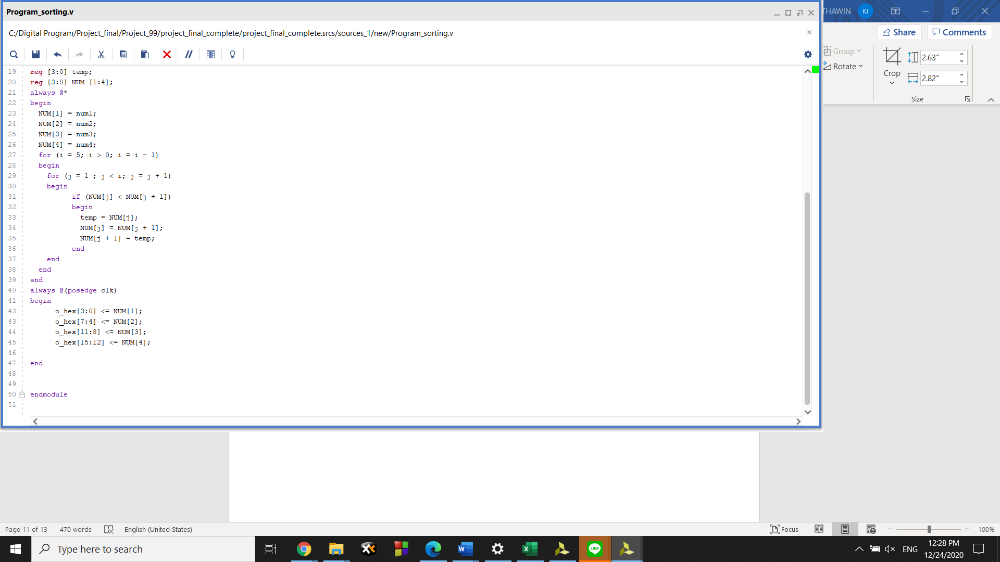 Program_sorting.v
THAWIN
KJ
C:/Digital Program/Project_final/Project_99/project_final_complete/project_final_complete.srcs/sources_1/new/Program_sorting.v
Share
Comments
Group
Rotate
Crop
2.63"
2.82"
Size
19 reg [3:0] temp;
20 reg [3:0] NUM [1:4];
21 always @*
22 begin
23 NUM[1] = num1;
24 NUM[2] = num2;
25 NUM[3] = num3;
26 NUM[4] = num4;
27 for (i = 5; i > 0; i = i - 1)
28 begin
29 for (j = 1 ; j < i; j = j + 1)
30 begin
31 if (NUM[j] < NUM[j + 1])
32 begin
33 temp = NUM[j];
34 NUM[j] = NUM[j + 1];
35 NUM[j + 1] = temp;
36 end
37 end
38 end
39 end
40 always @(posedge clk)
41 begin
42 o_hex[3:0] <= NUM[1];
43 o_hex[7:4] <= NUM[2];
44 o_hex[11:8] <= NUM[3];
45 o_hex[15:12] <= NUM[4];
46
47 end
48
49
50 endmodule
51
Page 11 of 13 470 words English (United States)
Focus
100%
Type here to search
LINE
ENG
12:28 PM
12/24/2020